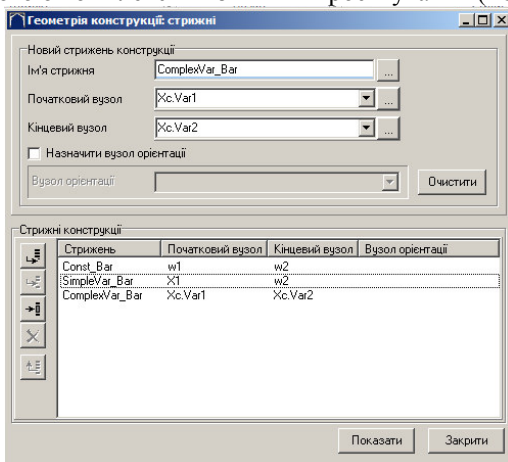 Геометрія конструкції: стрижні
Новий стрижень конструкції
Ім'я стрижня ComplexVar_Bar ...
Початковий вузол Xc.Var1 ...
Кінцевий вузол Xc.Var2 ...
Назначити вузол орієнтації
Вузол орієнтації Очистити
Стрижні конструкції
Стрижень Початковий вузол Кінцевий вузол Вузол орієнтації
Const_Bar w1 w2
SimpleVar_Bar X1 w2
ComplexVar_Bar Xc.Var1 Xc.Var2
Показати Закрити